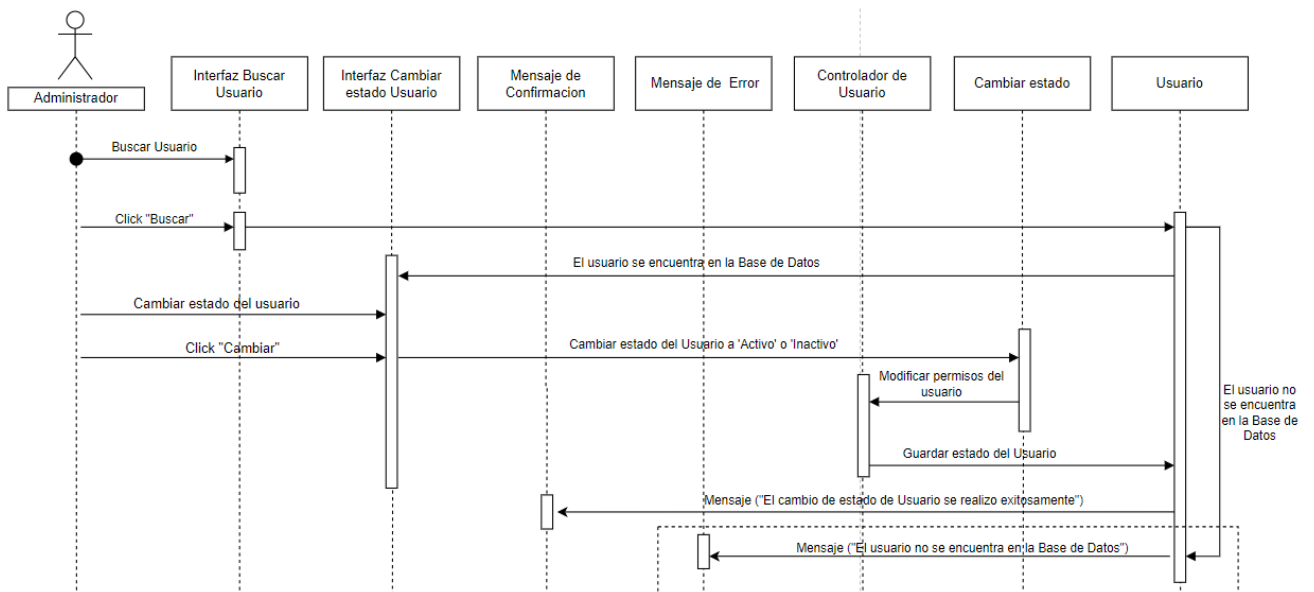 Administrador
Interfaz Buscar
Usuario
Interfaz Cambiar
estado Usuario
Mensaje de
Confirmacion
Mensaje de Error
Controlador de
Usuario
Cambiar estado
Usuario
Buscar Usuario
Click "Buscar"
El usuario se encuentra en la Base de Datos
Cambiar estado del usuario
Click "Cambiar"
Cambiar estado del Usuario a 'Activo' o 'Inactivo'
Modificar permisos del
usuario
El usuario no
se encuentra
en la Base de
Datos
Guardar estado del Usuario
Mensaje ("El cambio de estado de Usuario se realizo exitosamente")
Mensaje ("El usuario no se encuentra en la Base de Datos")